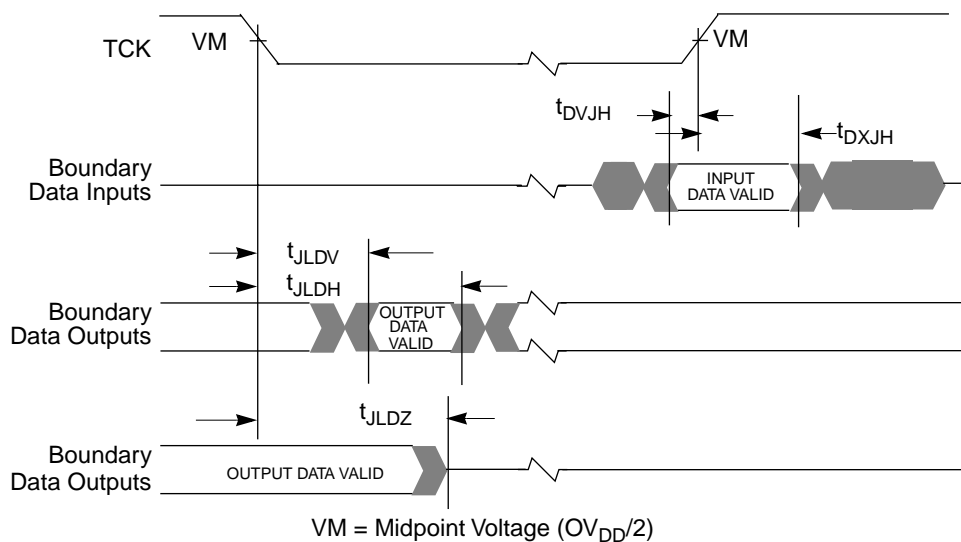 TCK
VM
VM
tDVJH
tDXJH
Boundary
Data Inputs
INPUT
DATA VALID
tJLDV
tJLDH
Boundary
Data Outputs
OUTPUT
DATA
VALID
tJLDZ
Boundary
Data Outputs
OUTPUT DATA VALID
VM = Midpoint Voltage (OVDD/2)